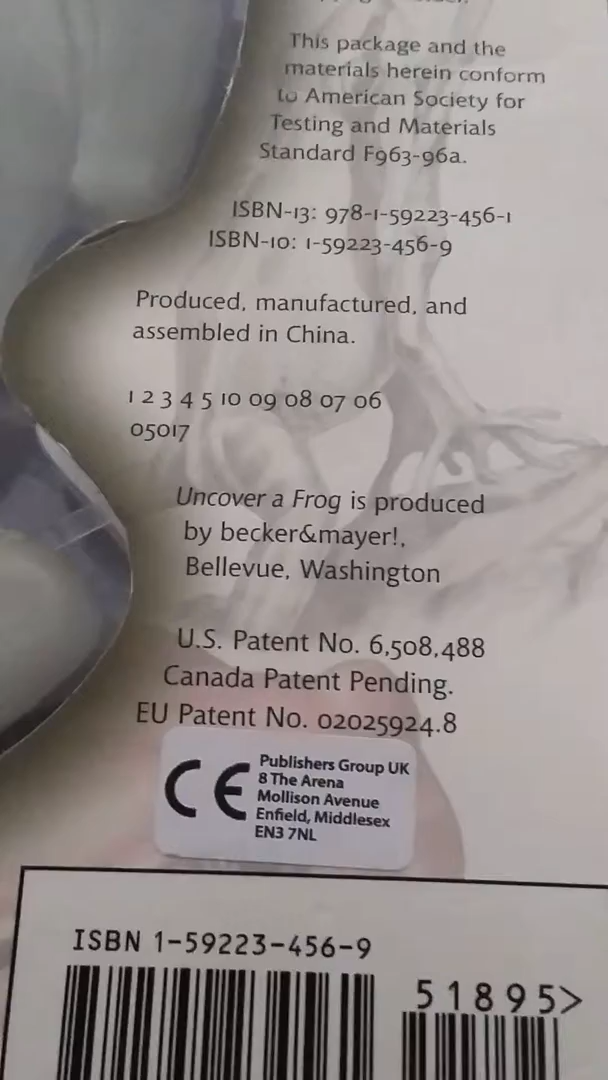 This package and the
materials herein conform
to American Society for
Testing and Materials
Standard F963-96a.
ISBN-13: 978-1-59223-456-1
ISBN-10: 1-59223-456-9
Produced, manufactured, and
assembled in China.
1 2 3 4 5 10 09 08 07 06
05017
Uncover a Frog is produced
by becker&mayer!,
Bellevue, Washington
U.S. Patent No. 6,508,488
Canada Patent Pending.
EU Patent No. 02025924.8
CE
Publishers Group UK
8 The Arena
Mollison Avenue
Enfield, Middlesex
EN3 7NL
ISBN 1-59223-456-9
51895>